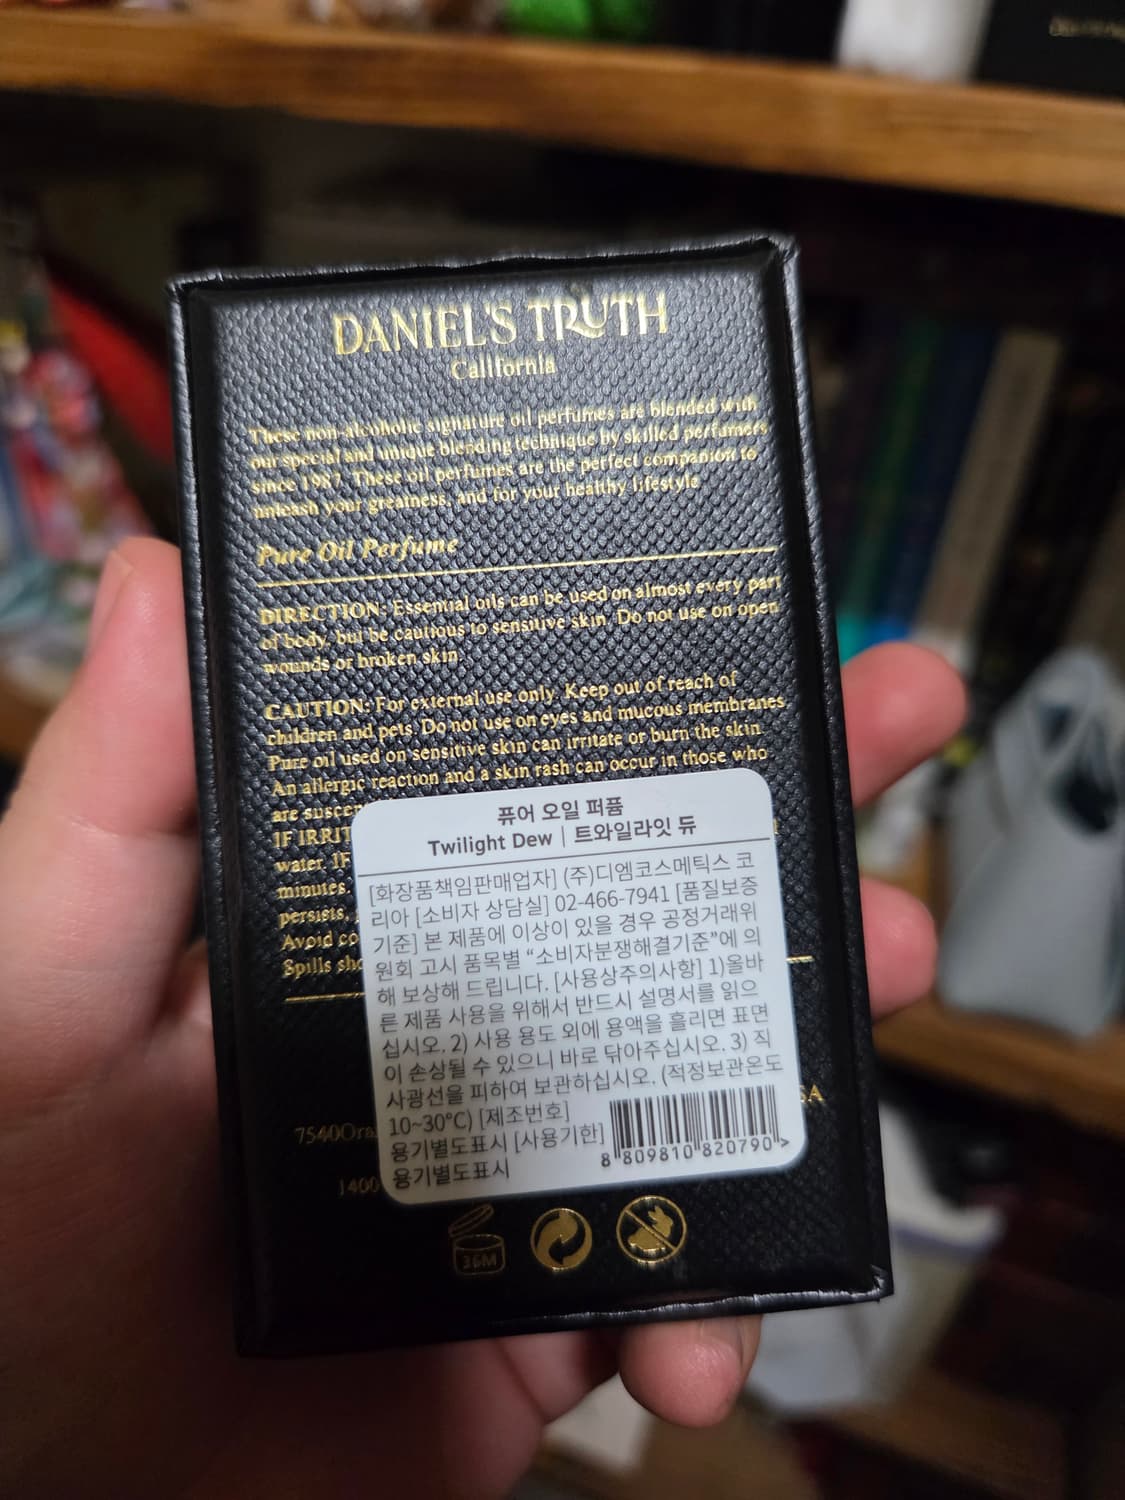 DANIEL'S TRUTH
California
These non-alcoholic signature oil perfumes are blended with
our special and unique blending technique by skilled perfumers
since 1987. These oil perfumes are the perfect companion to
unleash your greatness, and for your healthy lifestyle
Pure Oil Perfume
DIRECTION: Essential oils can be used on almost every part
of body, but be cautious to sensitive skin. Do not use on open
wounds or broken skin.
CAUTION: For external use only. Keep out of reach of
children and pets. Do not use on eyes and mucous membranes
Pure oil used on sensitive skin can irritate or burn the skin.
An allergic reaction and a skin rash can occur in those who
are suscep
IF IRRIT
water. IF
minutes.
persists,
Avoid co
Spills sho
7540Ora
SA
1400
퓨어 오일 퍼퓸
Twilight Dew | 트와일라잇 듀
[화장품책임판매업자] (주)디엠코스메틱스 코
리아 [소비자 상담실] 02-466-7941 [품질보증
기준] 본 제품에 이상이 있을 경우 공정거래위
원회 고시 품목별 "소비자분쟁해결기준"에 의
해 보상해 드립니다. [사용상주의사항] 1)올바
른 제품 사용을 위해서 반드시 설명서를 읽으
십시오. 2) 사용 용도 외에 용액을 흘리면 표면
이 손상될 수 있으니 바로 닦아주십시오. 3) 직
사광선을 피하여 보관하십시오. (적정보관온도
10~30°C) [제조번호]
용기별도표시 [사용기한]
용기별도표시
8 809810 820790 >
36M